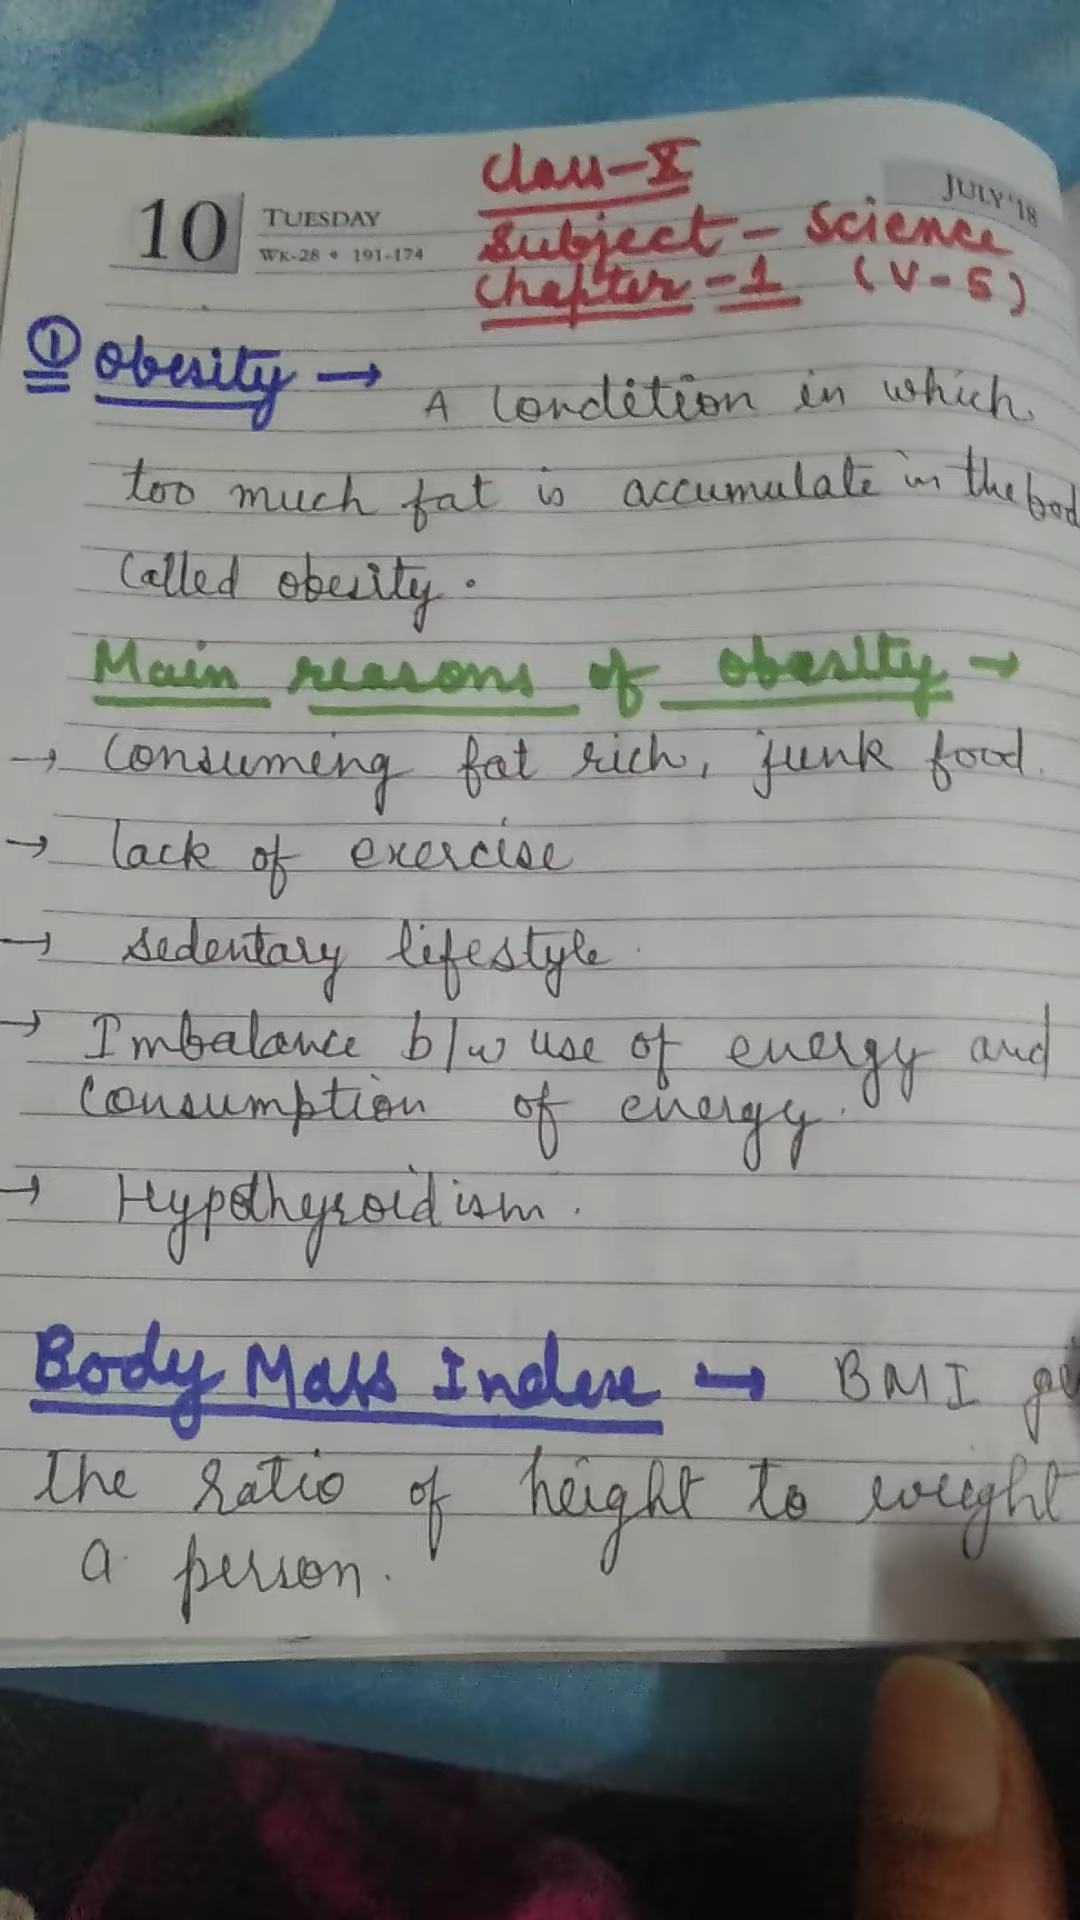 Class-X
JULY'18
10 TUESDAY
WK-28 • 191-174
Subject - Science
Chapter-1 (V-5)
① Obesity → A condition in which
too much fat is accumulate in the bod
called obesity.
Main reasons of obesity →
→ Consuming fat rich, junk food.
→ lack of exercise
→ sedentary lifestyle.
→ Imbalance b/w use of energy and
consumption of energy.
→ Hypothyroidism.
Body Mass Index → BMI
the ratio of height to weight
a person.